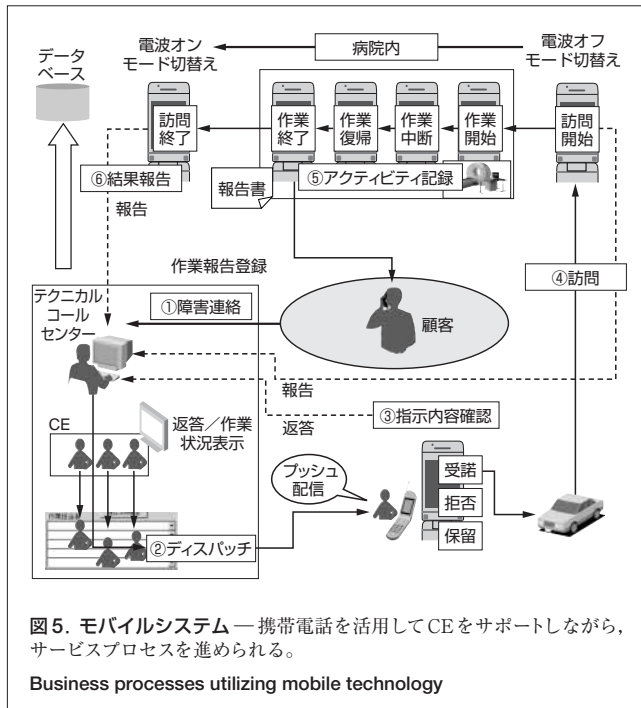 データ
ベース
電波オン
モード切替え
病院内
電波オフ
モード切替え
訪問
終了
作業
終了
作業
復帰
作業
中断
作業
開始
訪問
開始
⑥結果報告
報告
報告書
⑤アクティビティ記録
作業報告登録
④訪問
テクニカル
コール
センター
①障害連絡
顧客
報告
③指示内容確認
返答
CE
返答/作業
状況表示
プッシュ
配信
受諾
拒否
保留
②ディスパッチ
図5. モバイルシステム — 携帯電話を活用してCEをサポートしながら,
サービスプロセスを進められる。
Business processes utilizing mobile technology